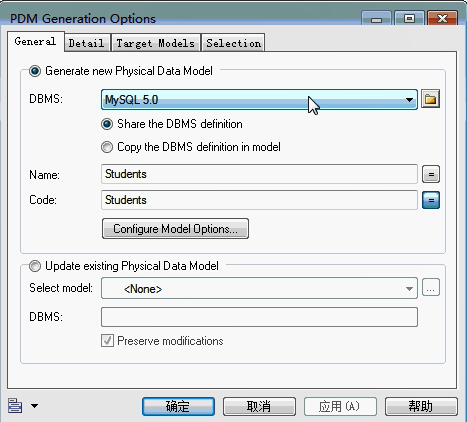 PDM Generation Options
General Detail Target Models Selection
Generate new Physical Data Model
DBMS: MySQL 5.0
Share the DBMS definition
Copy the DBMS definition in model
Name: Students =
Code: Students =
Configure Model Options...
Update existing Physical Data Model
Select model: <None> ...
DBMS:
Preserve modifications
确定 取消 应用(A) 帮助